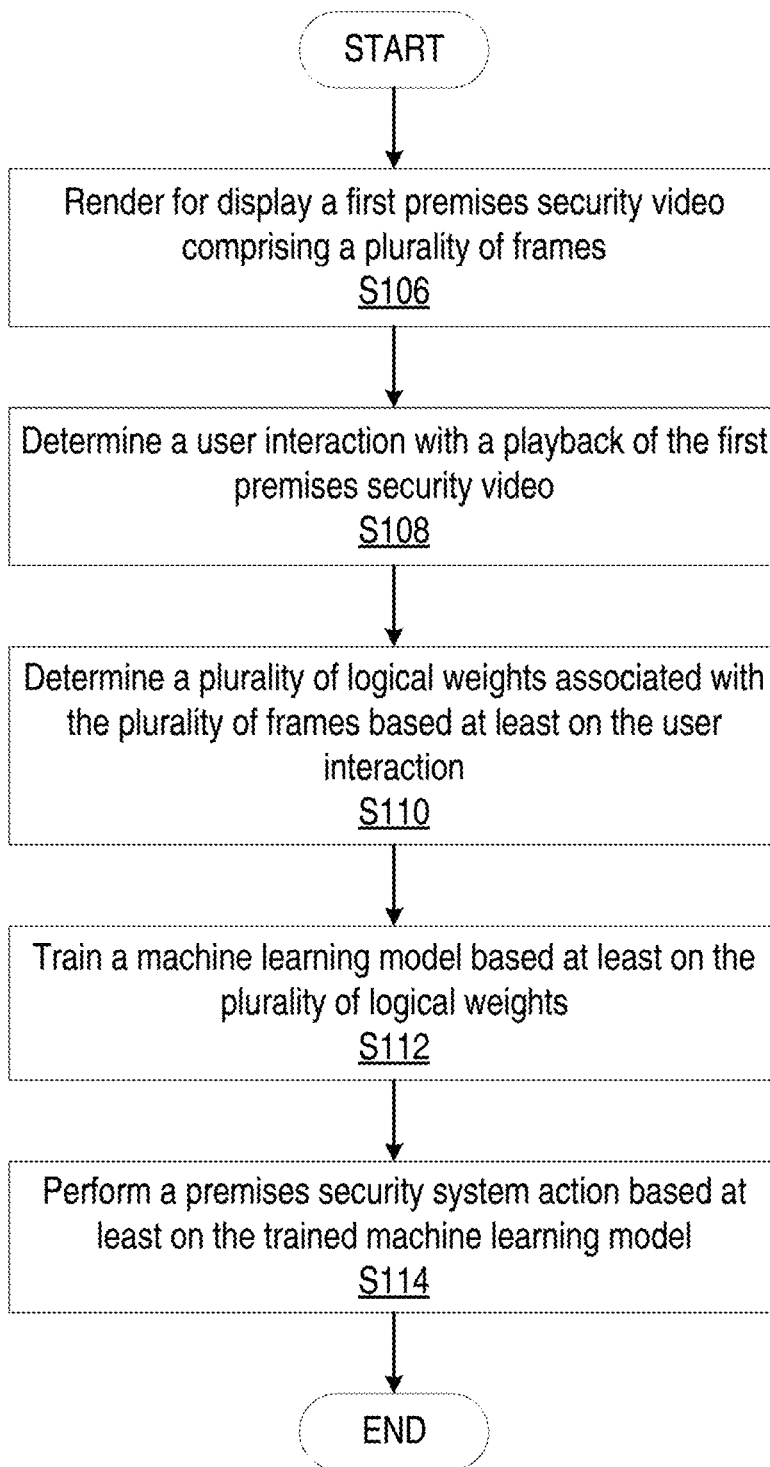 START
Render for display a first premises security video
comprising a plurality of frames
S106
Determine a user interaction with a playback of the first
premises security video
S108
Determine a plurality of logical weights associated with
the plurality of frames based at least on the user
interaction
S110
Train a machine learning model based at least on the
plurality of logical weights
S112
Perform a premises security system action based at
least on the trained machine learning model
S114
END